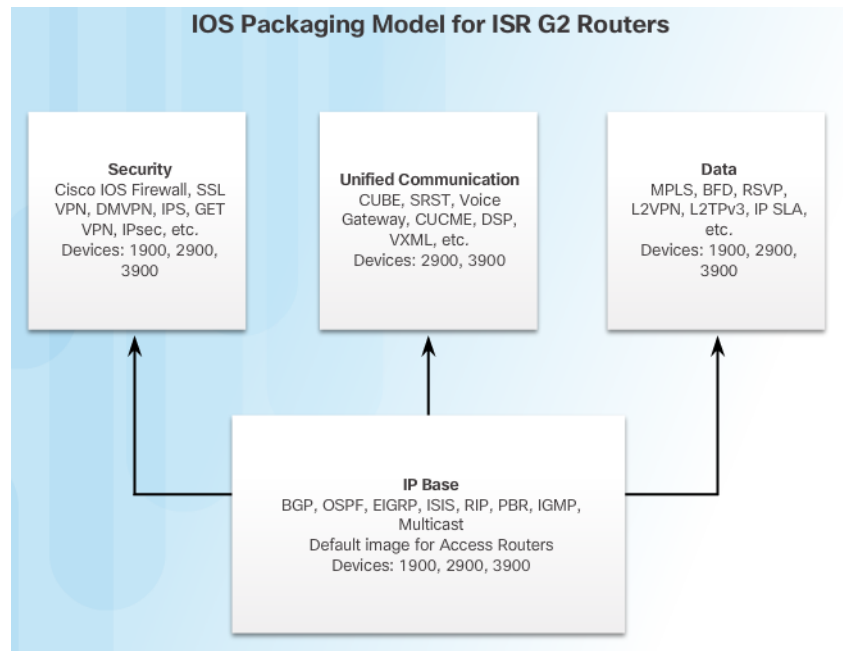 IOS Packaging Model for ISR G2 Routers
Security
Cisco IOS Firewall, SSL
VPN, DMVPN, IPS, GET
VPN, IPsec, etc.
Devices: 1900, 2900,
3900
Unified Communication
CUBE, SRST, Voice
Gateway, CUCME, DSP,
VXML, etc.
Devices: 2900, 3900
Data
MPLS, BFD, RSVP,
L2VPN, L2TPv3, IP SLA,
etc.
Devices: 1900, 2900,
3900
IP Base
BGP, OSPF, EIGRP, ISIS, RIP, PBR, IGMP,
Multicast
Default image for Access Routers
Devices: 1900, 2900, 3900